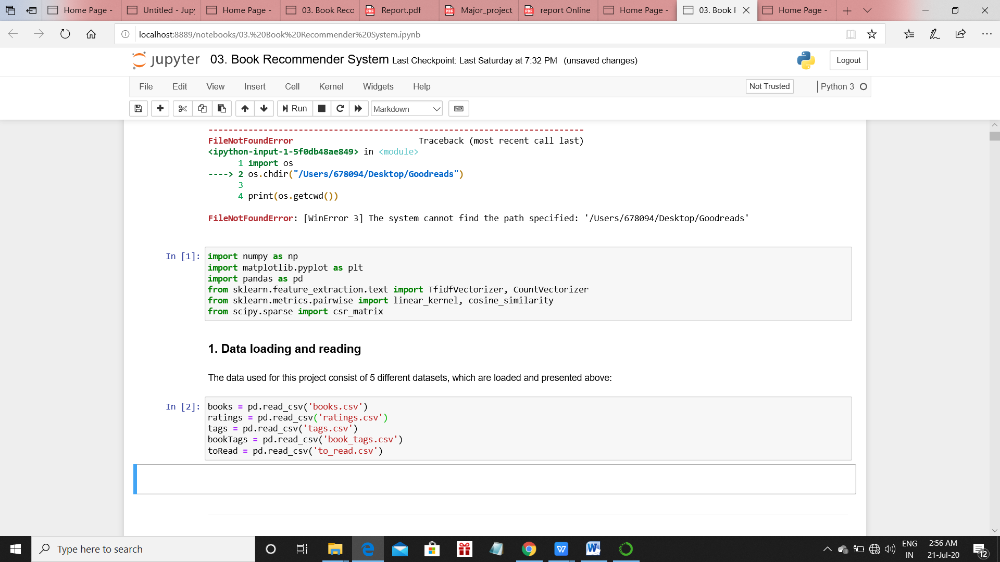 Home Page -
Untitled - Jup
Home Page -
03. Book Reco
Report.pdf
Major_project
report Online
Home Page -
03. Book
Home Page -
localhost:8889/notebooks/03.%20Book%20Recommender%20System.ipynb
jupyter 03. Book Recommender System Last Checkpoint: Last Saturday at 7:32 PM (unsaved changes)
Logout
File Edit View Insert Cell Kernel Widgets Help
Not Trusted
Python 3
Run
Markdown
---------------------------------------------------------------------------
FileNotFoundError Traceback (most recent call last)
<ipython-input-1-5f0db48ae849> in <module>
1 import os
----> 2 os.chdir("/Users/678094/Desktop/Goodreads")
3
4 print(os.getcwd())
FileNotFoundError: [WinError 3] The system cannot find the path specified: '/Users/678094/Desktop/Goodreads'
In [1]: import numpy as np
import matplotlib.pyplot as plt
import pandas as pd
from sklearn.feature_extraction.text import TfidfVectorizer, CountVectorizer
from sklearn.metrics.pairwise import linear_kernel, cosine_similarity
from scipy.sparse import csr_matrix
1. Data loading and reading
The data used for this project consist of 5 different datasets, which are loaded and presented above:
In [2]: books = pd.read_csv('books.csv')
ratings = pd.read_csv('ratings.csv')
tags = pd.read_csv('tags.csv')
bookTags = pd.read_csv('book_tags.csv')
toRead = pd.read_csv('to_read.csv')
Type here to search
ENG
IN
2:56 AM
21-Jul-20
12